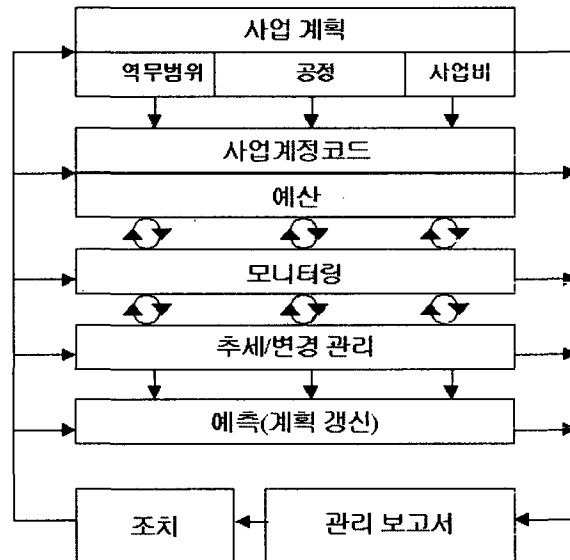 사업 계획
역무범위 공정 사업비
사업계정코드
예산
모니터링
추세/변경 관리
예측(계획 갱신)
조치 관리 보고서